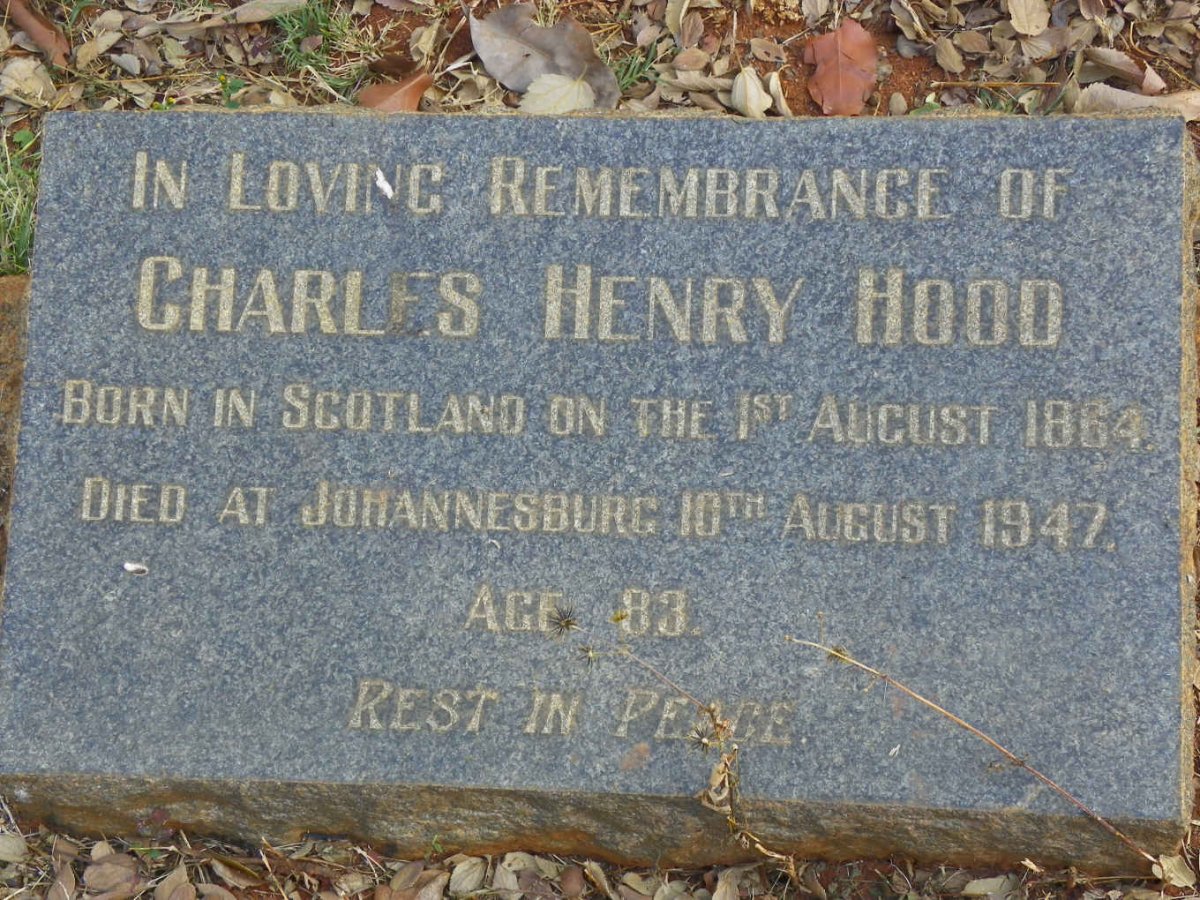 IN LOVING REMEMBRANCE OF
CHARLES HENRY HOOD
BORN IN SCOTLAND ON THE 1ST AUGUST 1864.
DIED AT JOHANNESBURG 10TH AUGUST 1947.
AGE 83.
REST IN PEACE